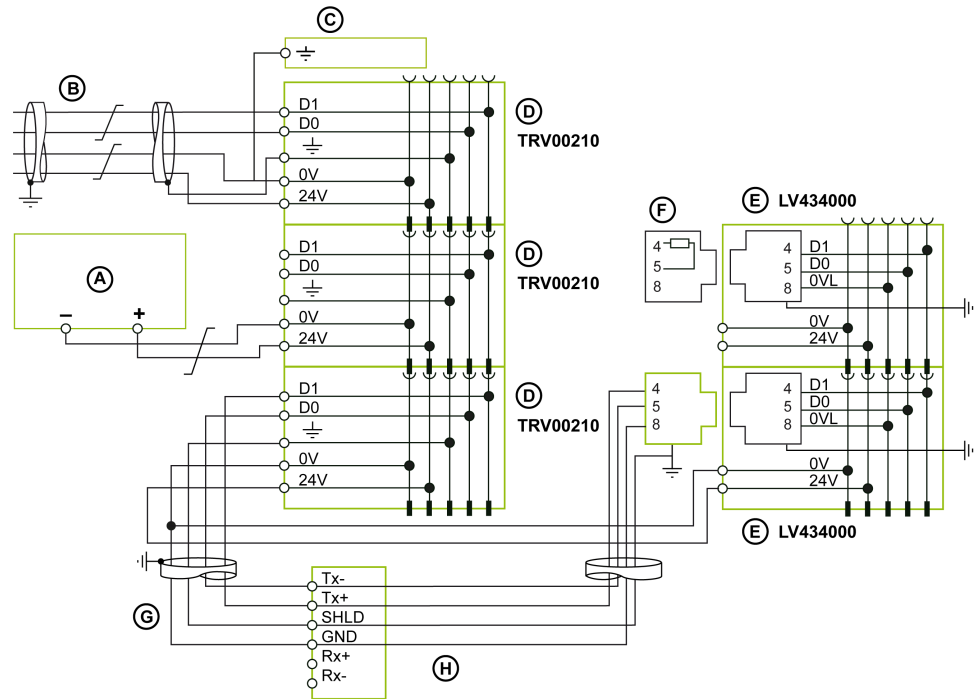 C
B
D1
D0
0V
24V
D
TRV00210
A
–
+
D1
D0
0V
24V
D
TRV00210
D1
D0
0V
24V
D
TRV00210
F
4
5
8
E LV434000
4 D1
5 D0
8 0VL
0V
24V
4
5
8
4 D1
5 D0
8 0VL
0V
24V
E LV434000
G
Tx-
Tx+
SHLD
GND
Rx+
Rx-
H